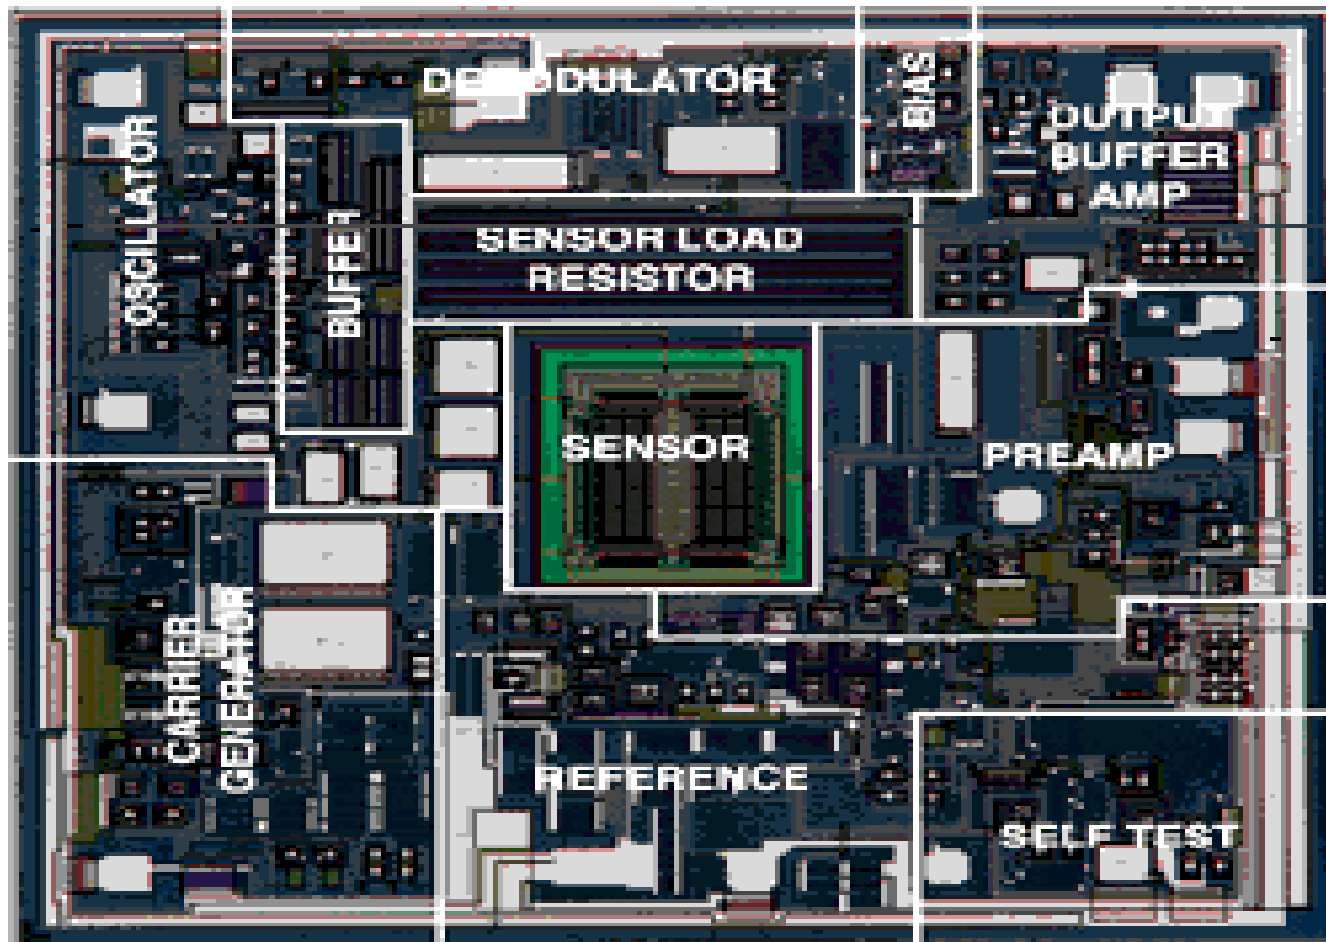 DEMODULATOR
BIAS
OUTPUT
BUFFER
AMP
OSCILLATOR
BUFFER
SENSOR LOAD
RESISTOR
SENSOR
PREAMP
CARRIER
GENERATOR
REFERENCE
SELF TEST